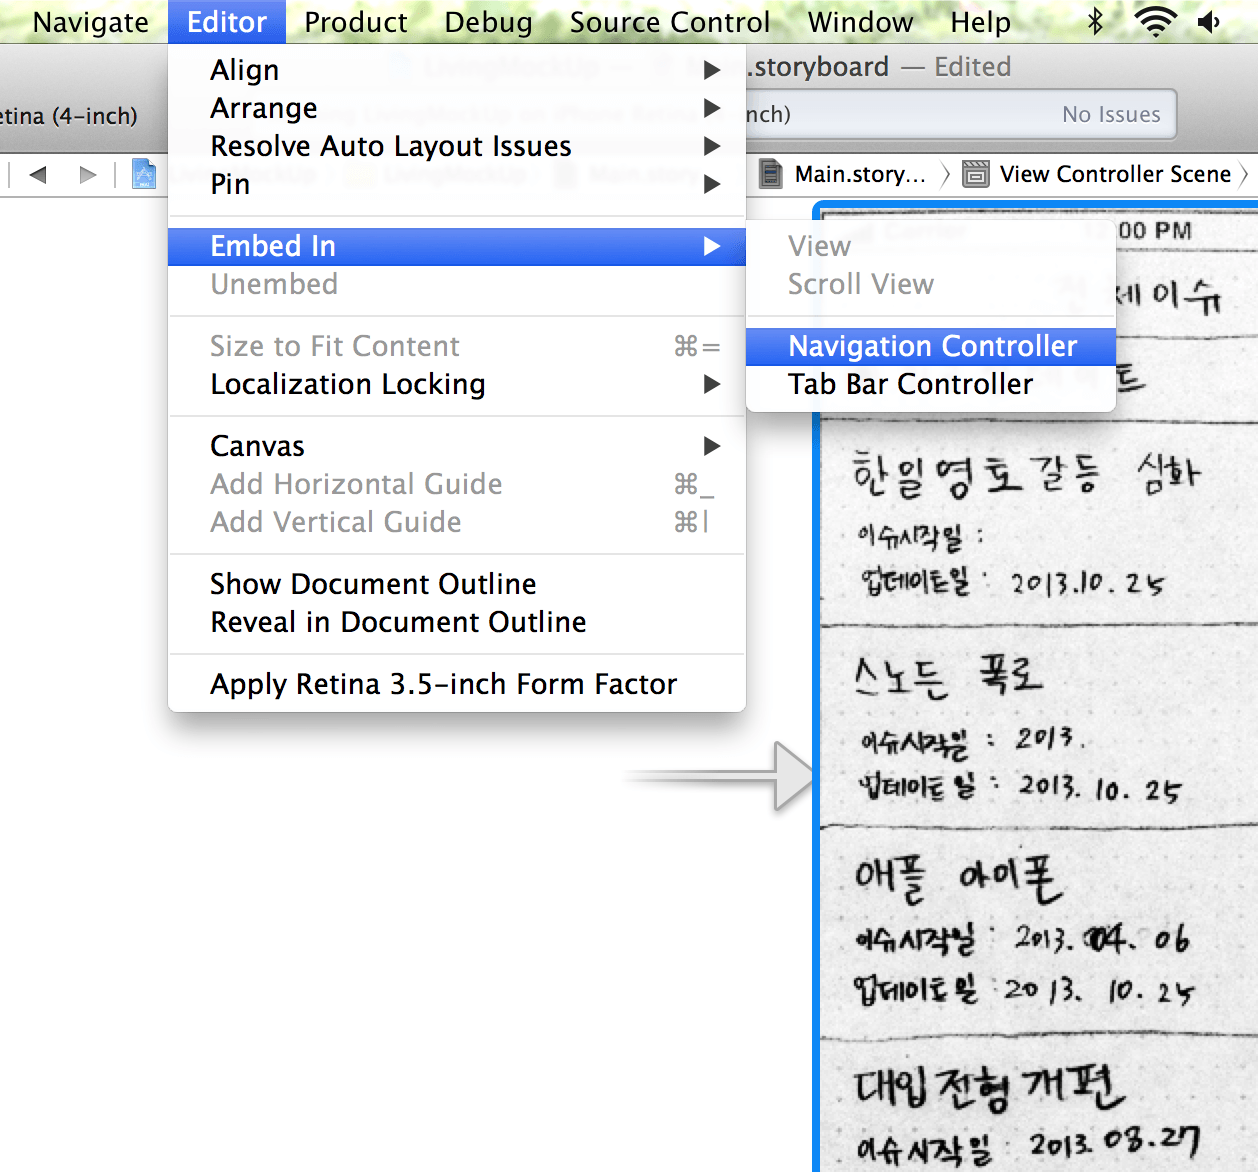 Navigate Editor Product Debug Source Control Window Help
.storyboard — Edited
etina (4-inch)
nch) No Issues
Main.story... View Controller Scene
Align
Arrange
Resolve Auto Layout Issues
Pin
Embed In
Unembed
Size to Fit Content ⌘=
Localization Locking
Canvas
Add Horizontal Guide ⌘_
Add Vertical Guide ⌘|
Show Document Outline
Reveal in Document Outline
Apply Retina 3.5-inch Form Factor
View
Scroll View
Navigation Controller
Tab Bar Controller
:00 PM
제이슈
트
한일영토갈등 심화
이슈시작일 :
업데이트일 : 2013.10.25
스노든 폭로
이슈시작일 : 2013.
업데이트일 : 2013. 10. 25
애플 아이폰
이슈시작일 : 2013. 04. 06
업데이트일 : 2013. 10. 25
대입전형개편
이슈시작일 : 2013. 08. 27